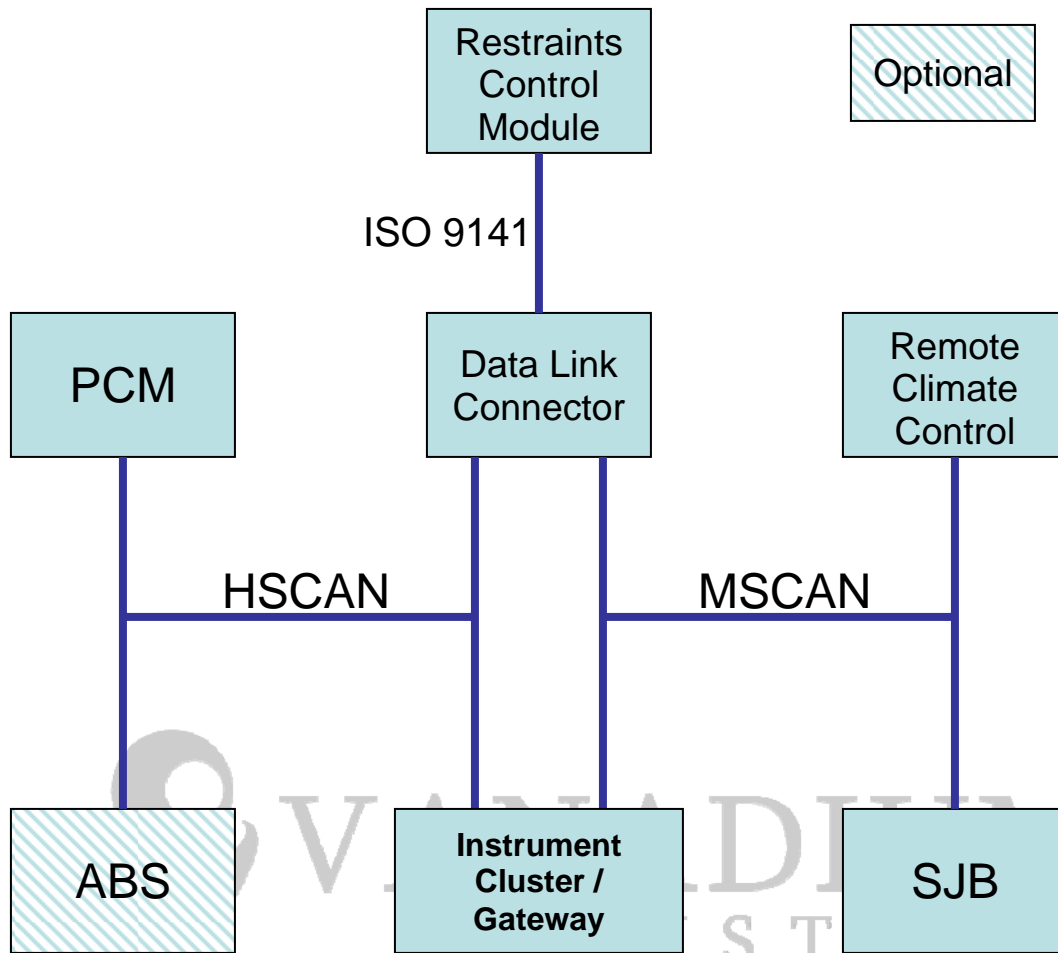 Restraints
Control
Module
Optional
ISO 9141
PCM
Data Link
Connector
Remote
Climate
Control
HSCAN
MSCAN
ABS
Instrument
Cluster /
Gateway
SJB